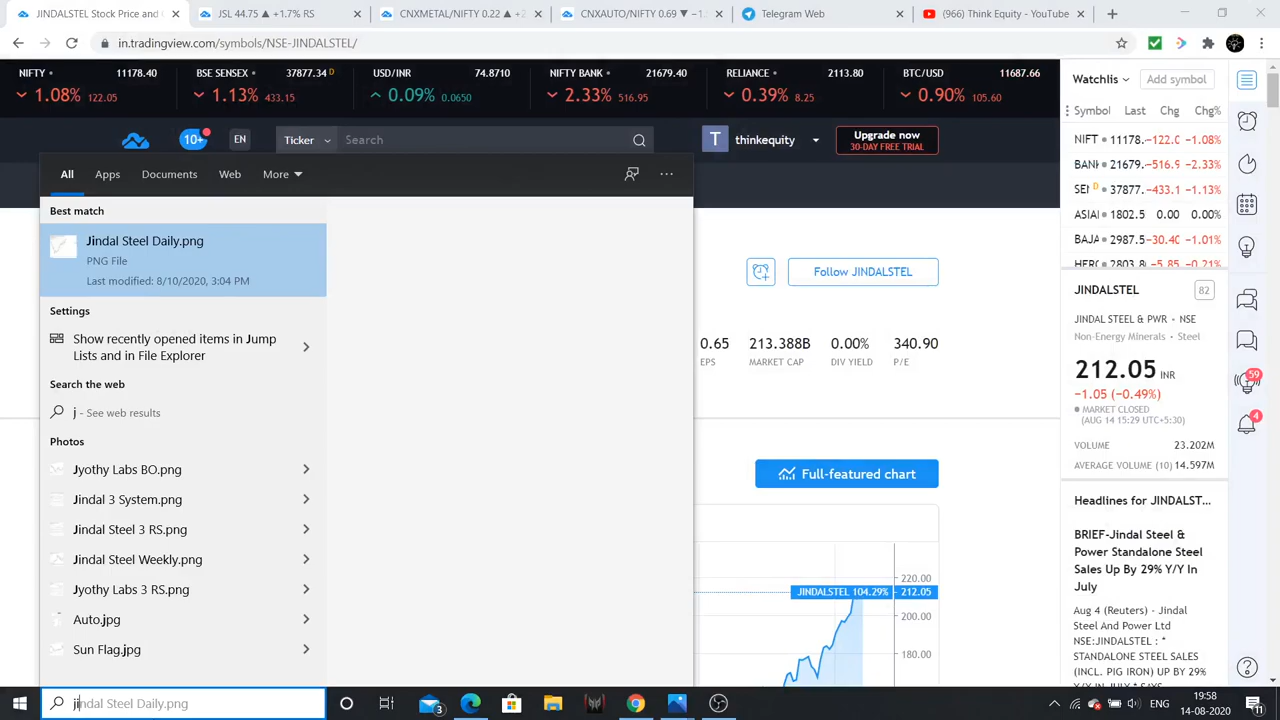 JINDALSTEL Stock Price and
JSL 44.75 ▲ +1.7% RS
CNXMETAL/NIFTY 0.22 ▲ +2
CNXAUTO/NIFTY 0.69 ▼ −1.
Telegram Web
(966) Think Equity - YouTube
in.tradingview.com/symbols/NSE-JINDALSTEL/
NIFTY 11178.40
1.08% 122.05
BSE SENSEX 37877.34 D
1.13% 433.15
USD/INR 74.8710
0.09% 0.0650
NIFTY BANK 21679.40
2.33% 516.95
RELIANCE 2113.80
0.39% 8.25
BTC/USD 11687.66
0.90% 105.60
10+
EN
Ticker
Search
T thinkequity
Upgrade now
30-DAY FREE TRIAL
All Apps Documents Web More
Best match
Jindal Steel Daily.png
PNG File
Last modified: 8/10/2020, 3:04 PM
Settings
Show recently opened items in Jump
Lists and in File Explorer
Search the web
j - See web results
Photos
Jyothy Labs BO.png
Jindal 3 System.png
Jindal Steel 3 RS.png
Jindal Steel Weekly.png
Jyothy Labs 3 RS.png
Auto.jpg
Sun Flag.jpg
jindal Steel Daily.png
Follow JINDALSTEL
0.65 213.388B 0.00% 340.90
EPS MARKET CAP DIV YIELD P/E
Full-featured chart
220.00
JINDALSTEL 104.29% 212.05
200.00
180.00
Watchlis
Add symbol
Symbol Last Chg Chg%
NIFT 11178. −122.0 −1.08%
BANK 21679. −516.9 −2.33%
SEI D 37877. −433.1 −1.13%
ASIAI 1802.5 0.00 0.00%
BAJA 2987.5 −30.40 −1.01%
HERC 2803.8 −5.85 −0.21%
JINDALSTEL 82
JINDAL STEEL & PWR • NSE
Non-Energy Minerals • Steel
212.05 INR
−1.05 (−0.49%)
MARKET CLOSED
(AUG 14 15:29 UTC+5:30)
VOLUME 23.202M
AVERAGE VOLUME (10) 14.597M
Headlines for JINDALST...
BRIEF-Jindal Steel &
Power Standalone Steel
Sales Up By 29% Y/Y In
July
Aug 4 (Reuters) - Jindal
Steel And Power Ltd
NSE:JINDALSTEL : *
STANDALONE STEEL SALES
(INCL. PIG IRON) UP BY 29%
59
4
3
19:58
14-08-2020
11